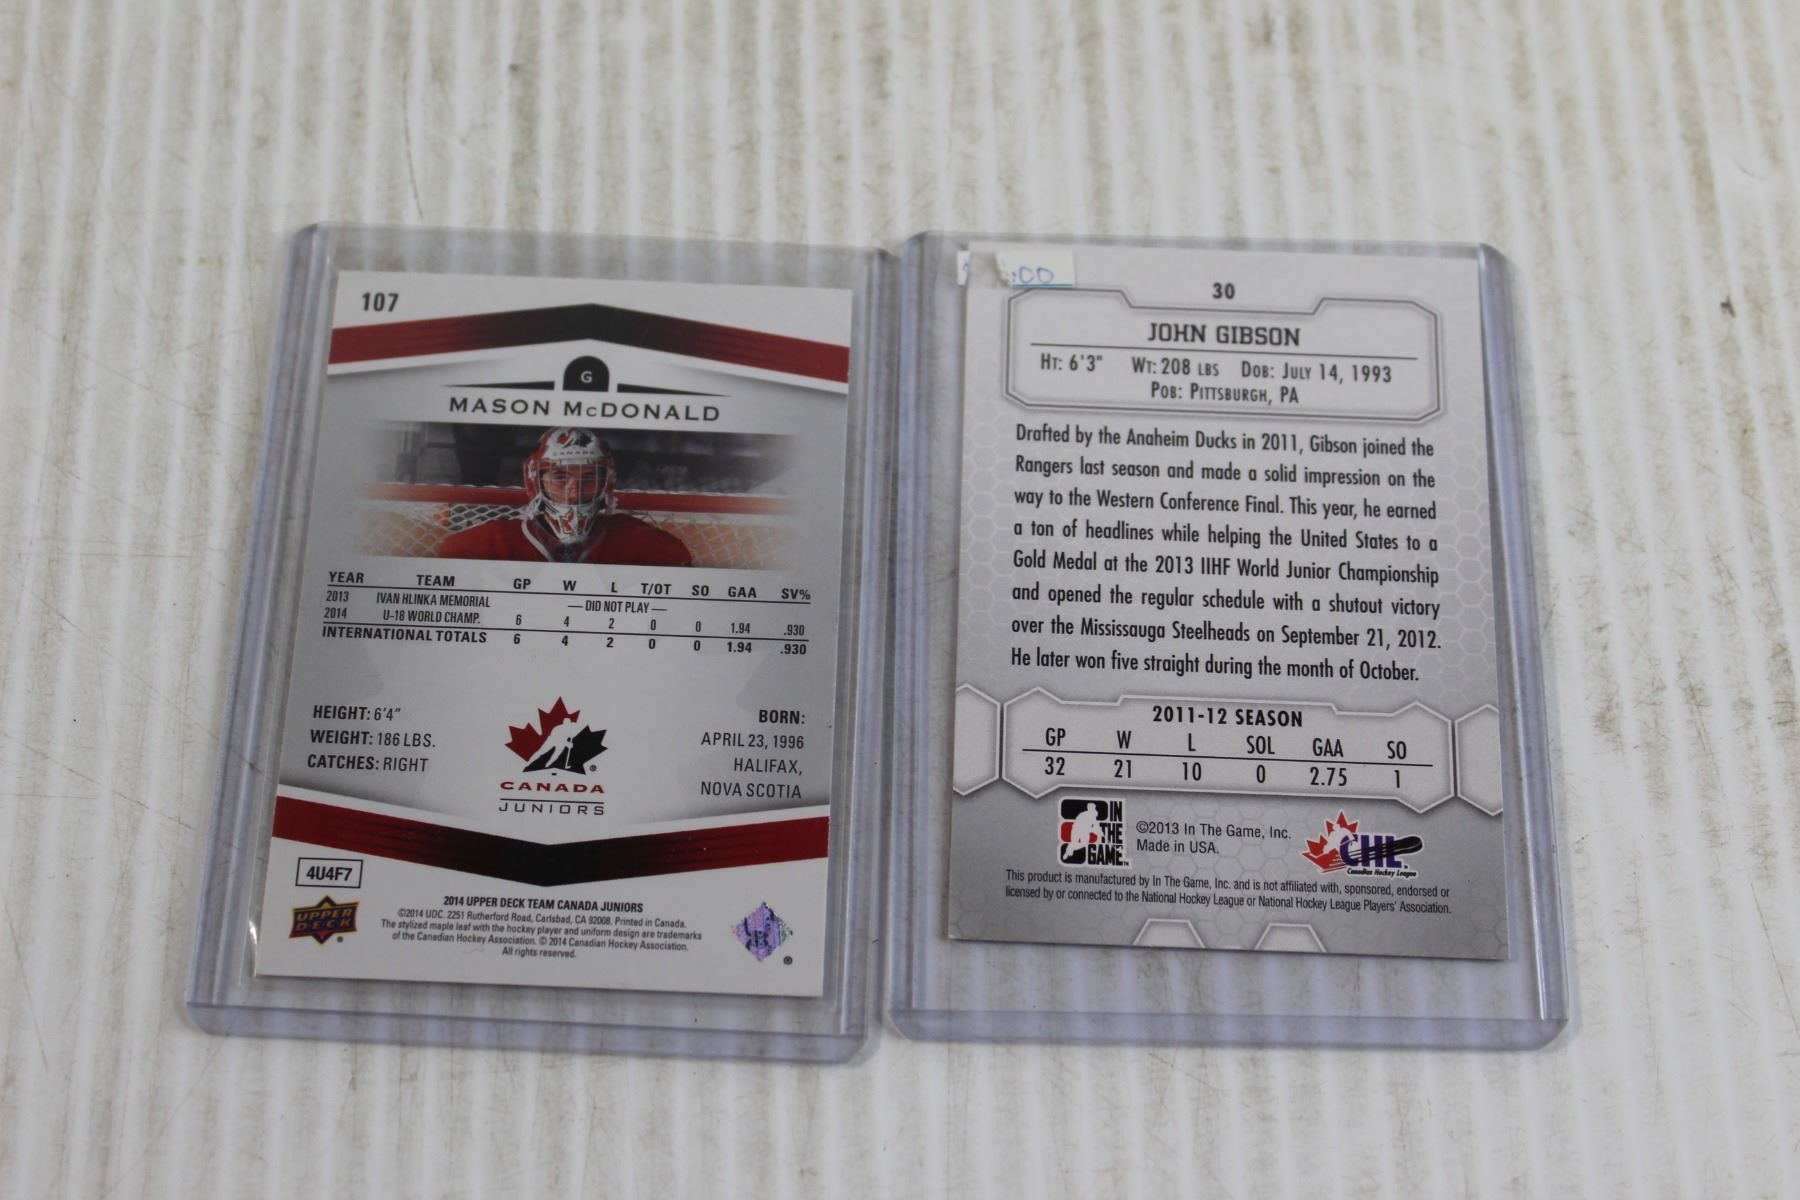 107
G
MASON McDONALD
CANADA
YEAR TEAM GP W L T/OT SO GAA SV%
2013 IVAN HLINKA MEMORIAL — DID NOT PLAY —
2014 U-18 WORLD CHAMP. 6 4 2 0 0 1.94 .930
INTERNATIONAL TOTALS 6 4 2 0 0 1.94 .930
HEIGHT: 6'4"
WEIGHT: 186 LBS.
CATCHES: RIGHT
CANADA
JUNIORS
BORN:
APRIL 23, 1996
HALIFAX,
NOVA SCOTIA
4U4F7
UPPER
DECK
2014 UPPER DECK TEAM CANADA JUNIORS
©2014 UDC. 2251 Rutherford Road, Carlsbad, CA 92008. Printed in Canada.
The stylized maple leaf with the hockey player and uniform design are trademarks
of the Canadian Hockey Association. © 2014 Canadian Hockey Association.
All rights reserved.
.00
30
JOHN GIBSON
HT: 6'3" WT: 208 LBS DOB: JULY 14, 1993
POB: PITTSBURGH, PA
Drafted by the Anaheim Ducks in 2011, Gibson joined the
Rangers last season and made a solid impression on the
way to the Western Conference Final. This year, he earned
a ton of headlines while helping the United States to a
Gold Medal at the 2013 IIHF World Junior Championship
and opened the regular schedule with a shutout victory
over the Mississauga Steelheads on September 21, 2012.
He later won five straight during the month of October.
2011-12 SEASON
GP W L SOL GAA SO
32 21 10 0 2.75 1
IN
THE
GAME
©2013 In The Game, Inc.
Made in USA.
CHL
Canadian Hockey League
This product is manufactured by In The Game, Inc. and is not affiliated with, sponsored, endorsed or
licensed by or connected to the National Hockey League or National Hockey League Players' Association.